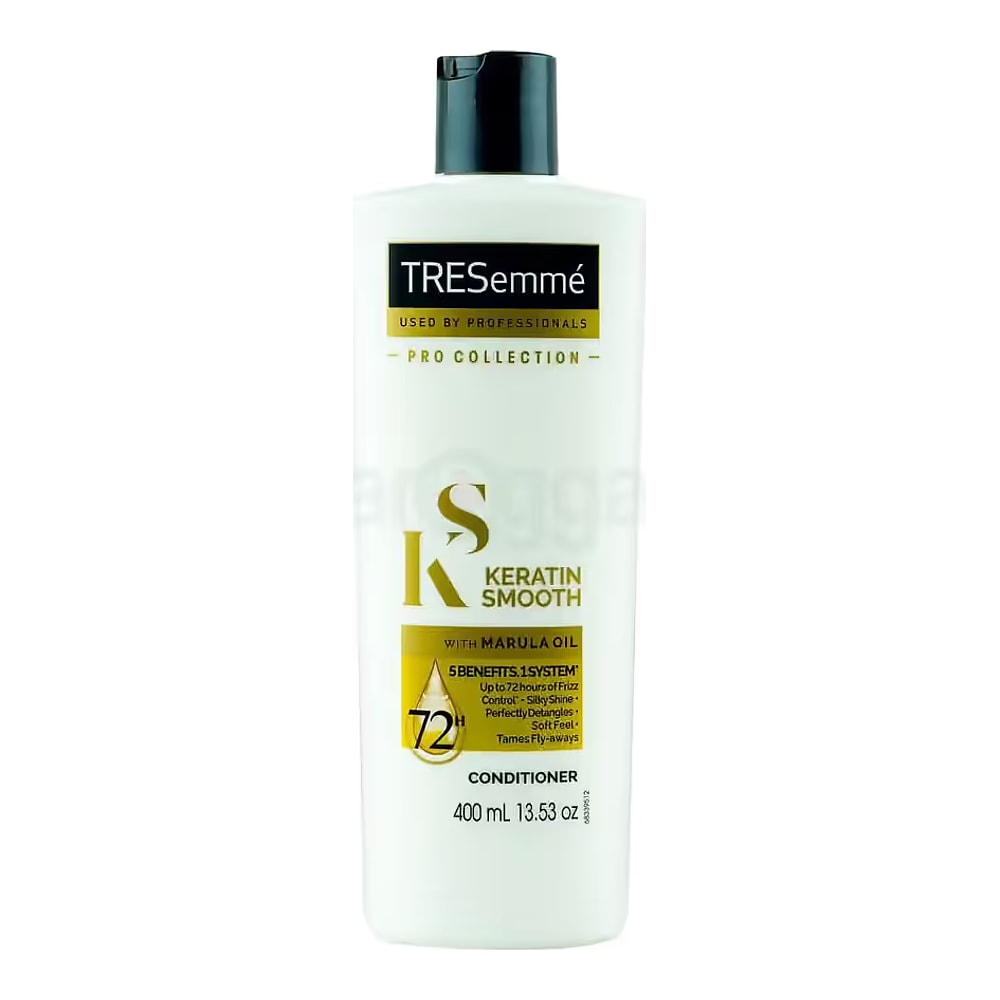 TRESemmé
USED BY PROFESSIONALS
– PRO COLLECTION –
KS
KERATIN
SMOOTH
WITH MARULA OIL
5 BENEFITS, 1 SYSTEM*
Up to 72 hours of Frizz
Control* - Silky Shine •
Perfectly Detangles •
Soft Feel •
Tames Fly-aways
72H
CONDITIONER
400 mL 13.53 oz
68339512